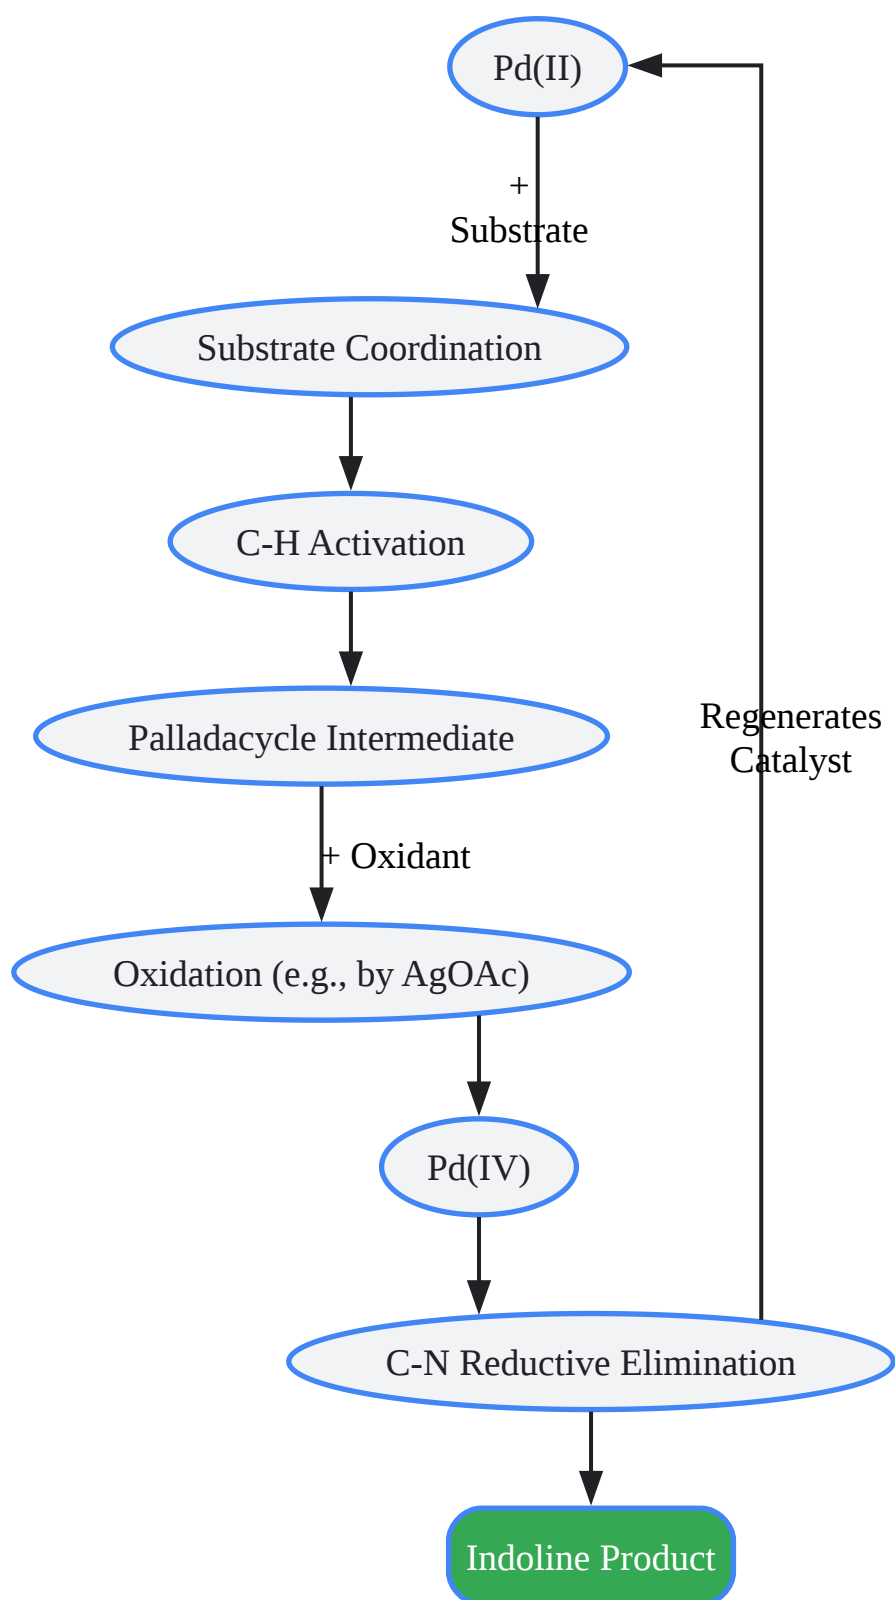 Pd(II)
+
Substrate
Substrate Coordination
C-H Activation
Palladacycle Intermediate
Regenerates
Catalyst
+ Oxidant
Oxidation (e.g., by AgOAc)
Pd(IV)
C-N Reductive Elimination
Indoline Product